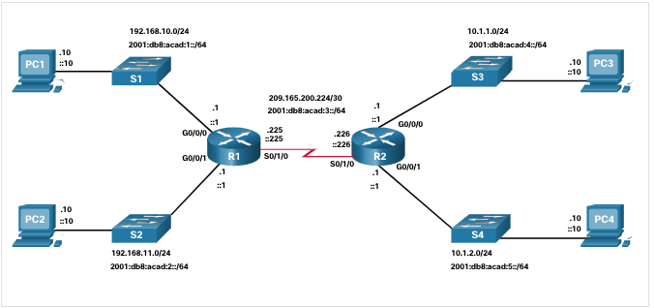 192.168.10.0/24
2001:db8:acad:1::/64
10.1.1.0/24
2001:db8:acad:4::/64
.10
::10
PC1
S1
S3
.10
::10
PC3
209.165.200.224/30
2001:db8:acad:3::/64
.1
::1
G0/0/0
.1
::1
G0/0/0
.225
::225
.226
::226
R1
S0/1/0
S0/1/0
R2
G0/0/1
G0/0/1
.1
::1
.1
::1
PC2
.10
::10
S2
S4
.10
::10
PC4
192.168.11.0/24
2001:db8:acad:2::/64
10.1.2.0/24
2001:db8:acad:5::/64